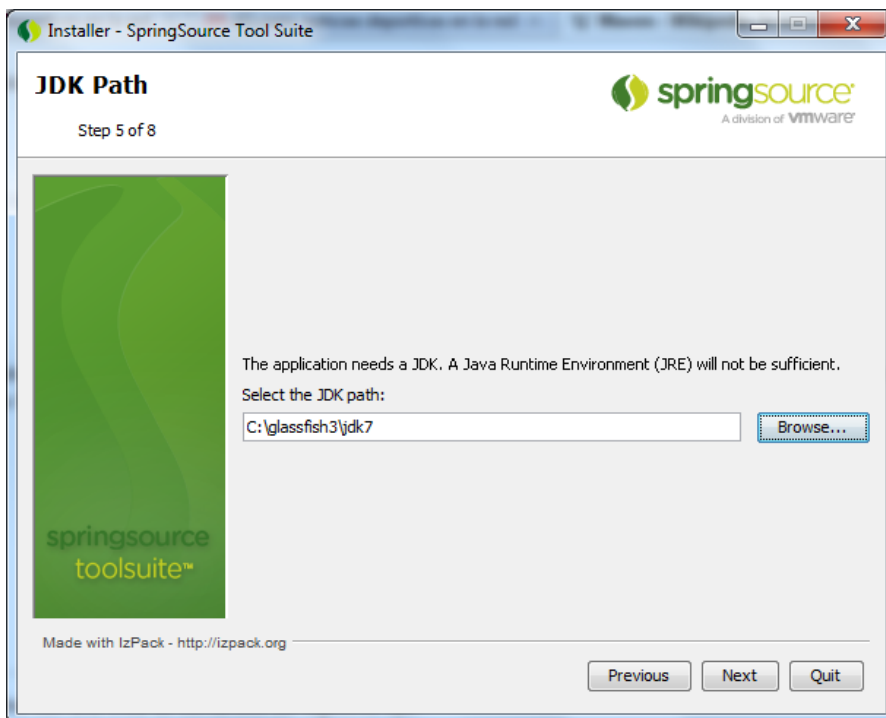 Installer - SpringSource Tool Suite
JDK Path
Step 5 of 8
springsource
A division of vmware
The application needs a JDK. A Java Runtime Environment (JRE) will not be sufficient.
Select the JDK path:
C:\glassfish3\jdk7
Browse...
springsource
toolsuite™
Made with IzPack - http://izpack.org
Previous
Next
Quit